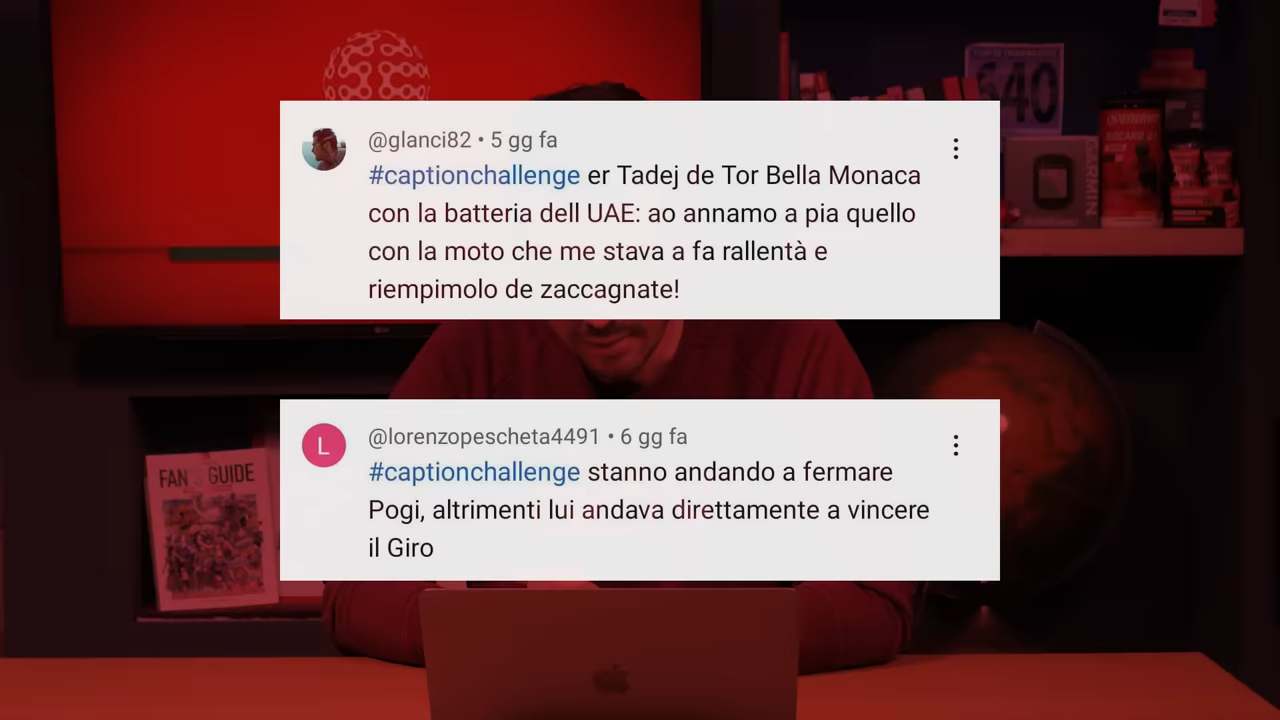 @glanci82 • 5 gg fa
#captionchallenge er Tadej de Tor Bella Monaca
con la batteria dell UAE: ao annamo a pia quello
con la moto che me stava a fa rallentà e
riempimolo de zaccagnate!
@lorenzopescheta4491 • 6 gg fa
#captionchallenge stanno andando a fermare
Pogi, altrimenti lui andava direttamente a vincere
il Giro
L
FAN'S GUIDE
640
GARMIN
LG